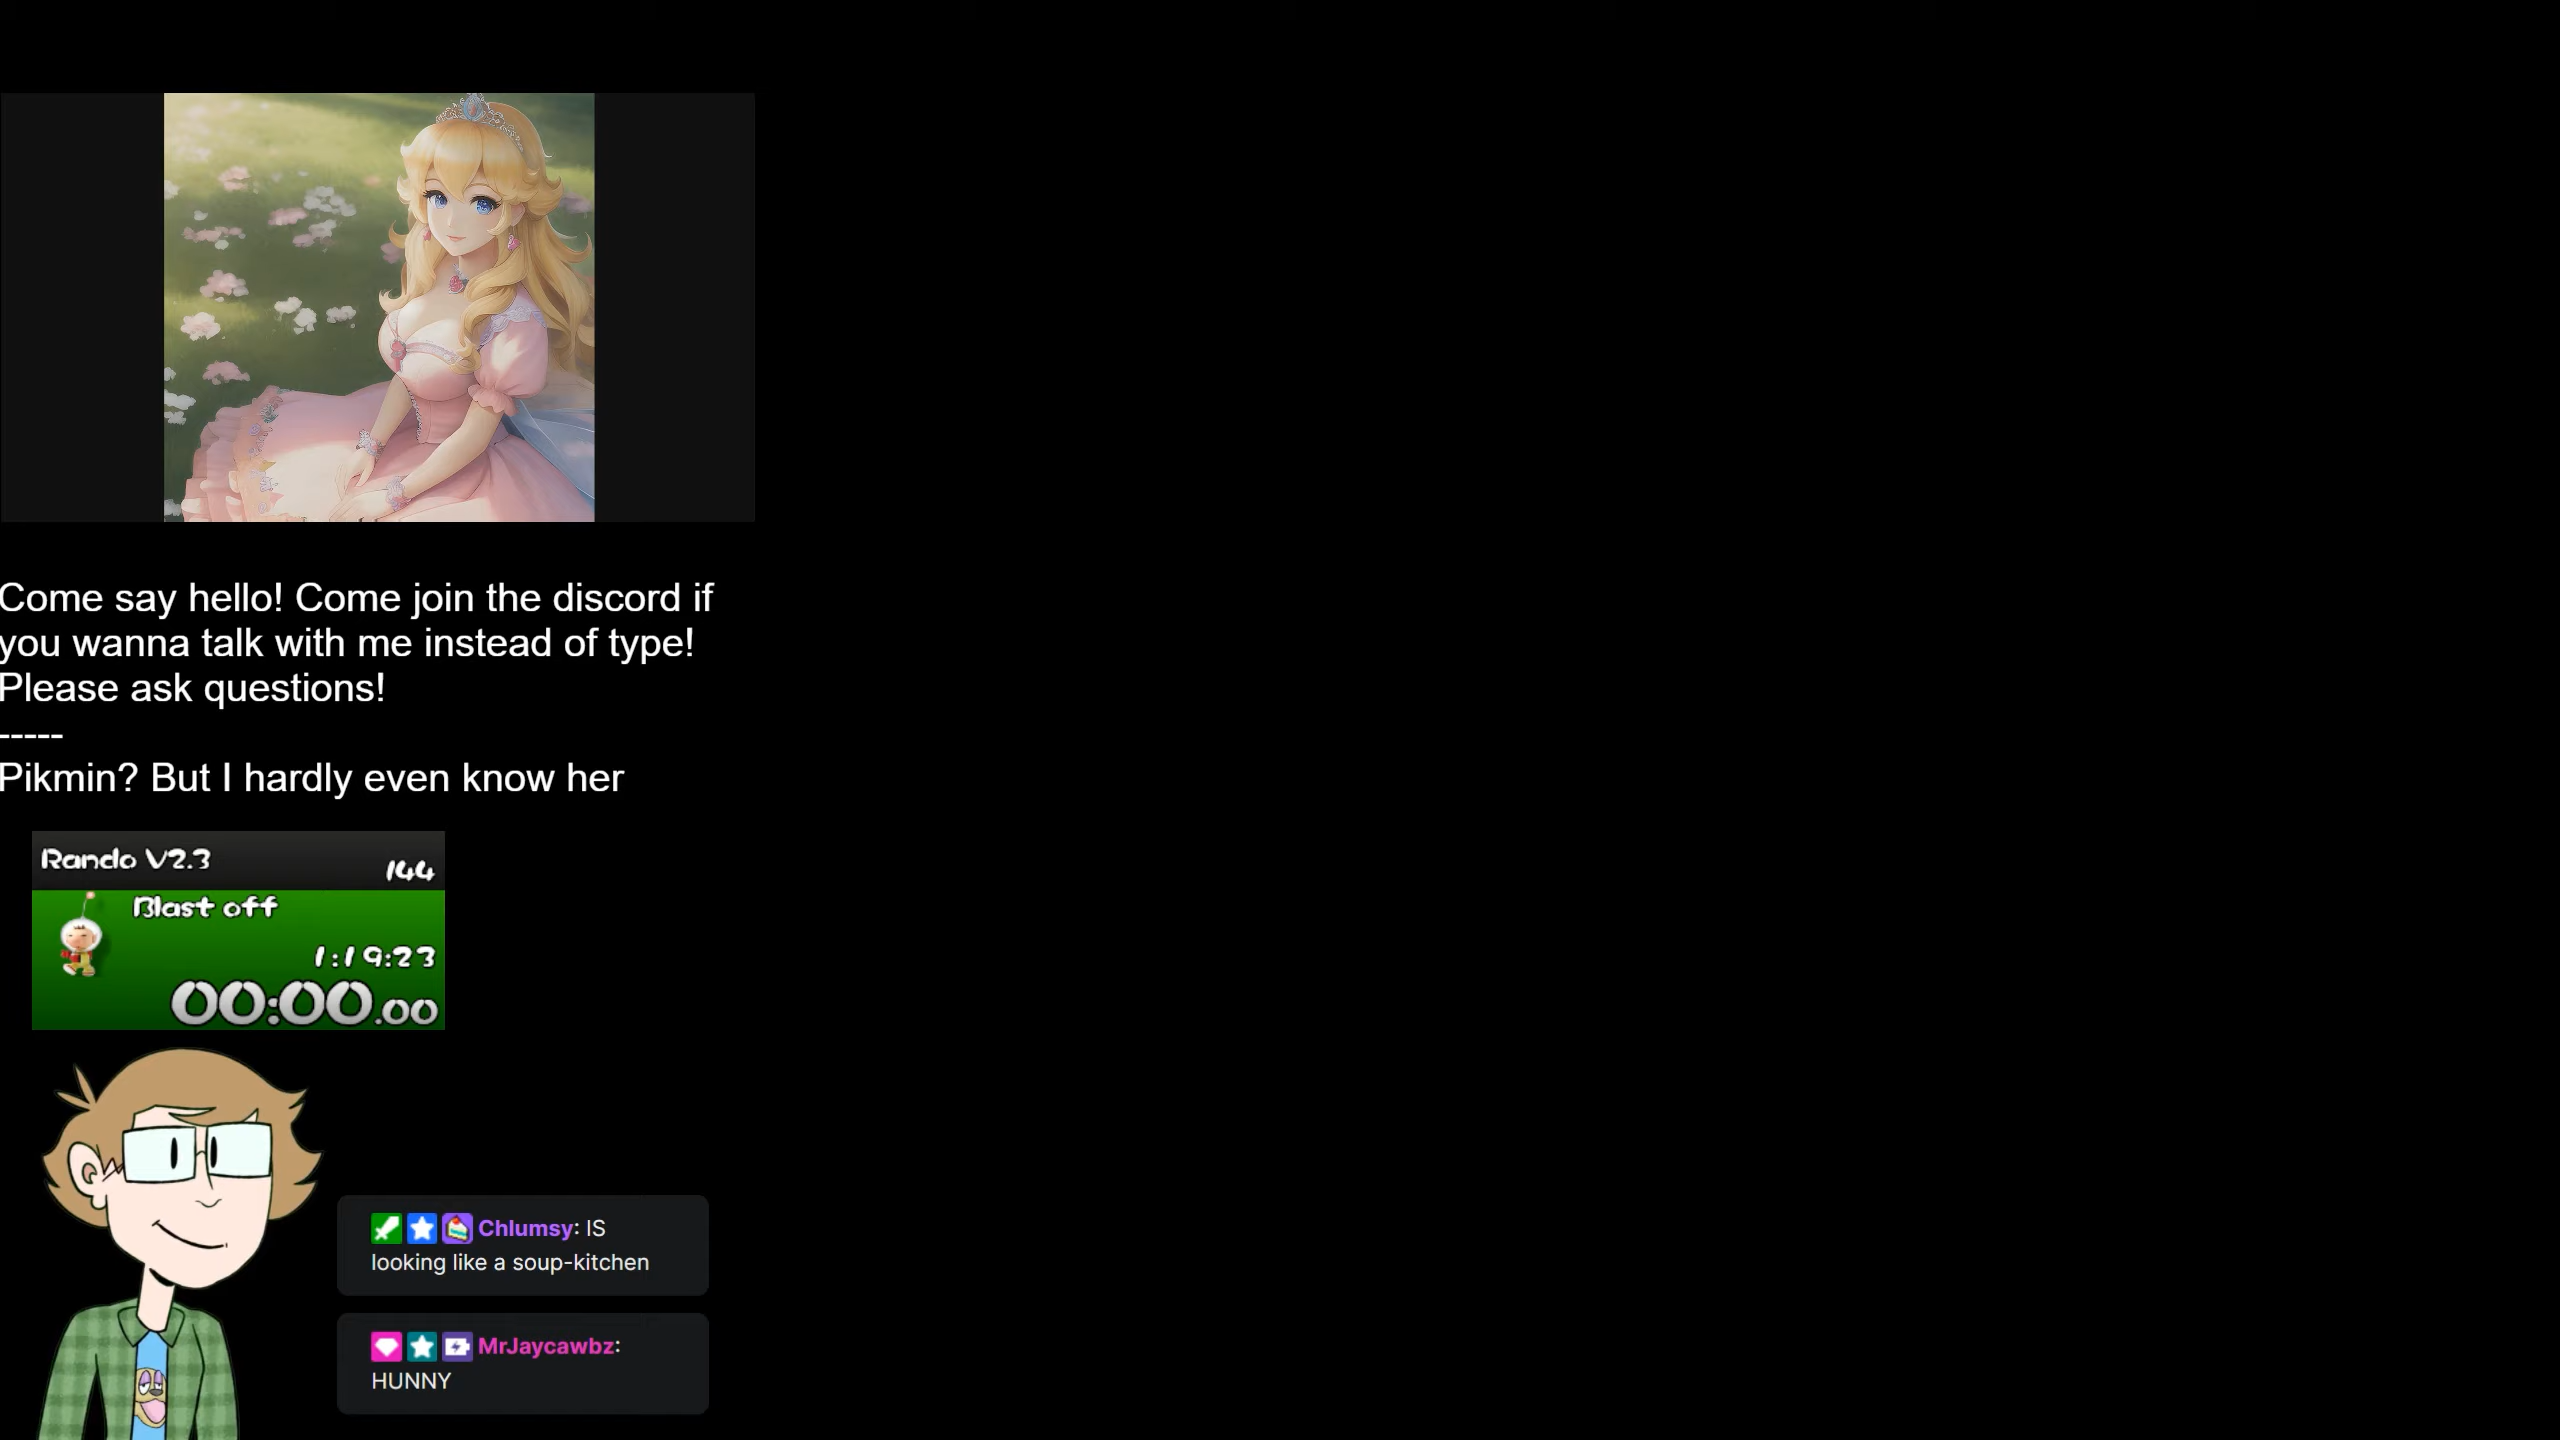 Come say hello! Come join the discord if
you wanna talk with me instead of type!
Please ask questions!
-----
Pikmin? But I hardly even know her
Rando V2.3
144
Blast off
1:19:23
00:00.00
Chlumsy: IS
looking like a soup-kitchen
MrJaycawbz:
HUNNY